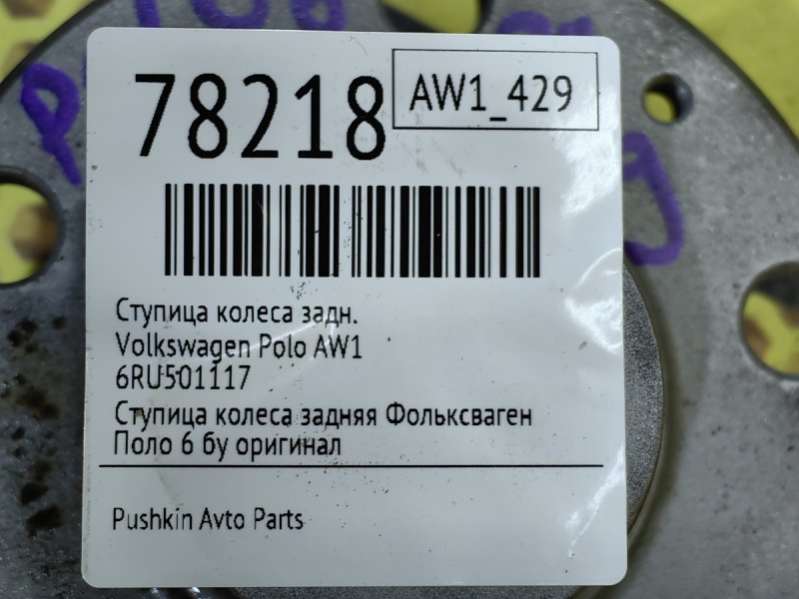 78218
AW1_429
Ступица колеса задн.
Volkswagen Polo AW1
6RU501117
Ступица колеса задняя Фольксваген
Поло 6 бу оригинал
Pushkin Avto Parts